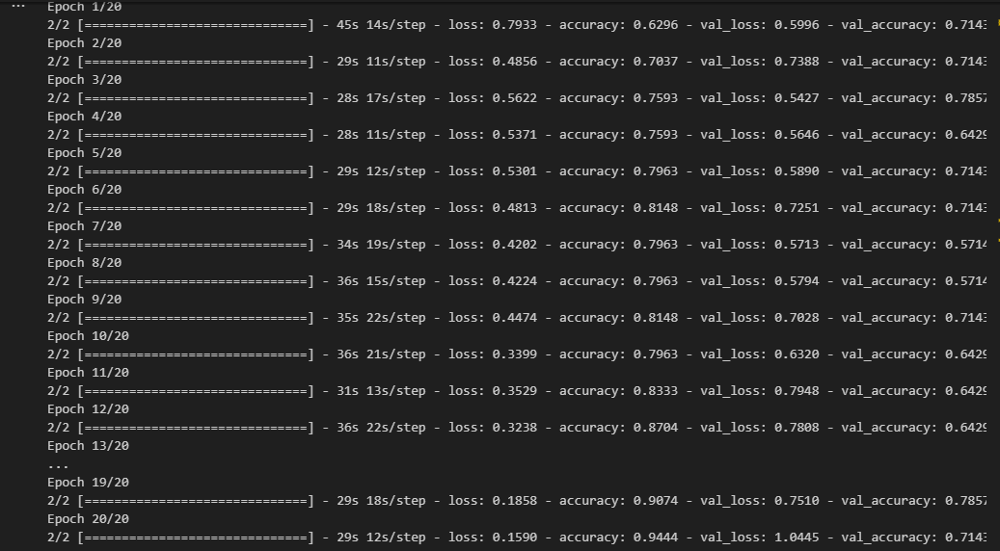 ...
Epoch 1/20
2/2 [==============================] - 45s 14s/step - loss: 0.7933 - accuracy: 0.6296 - val_loss: 0.5996 - val_accuracy: 0.7143
Epoch 2/20
2/2 [==============================] - 29s 11s/step - loss: 0.4856 - accuracy: 0.7037 - val_loss: 0.7388 - val_accuracy: 0.7143
Epoch 3/20
2/2 [==============================] - 28s 17s/step - loss: 0.5622 - accuracy: 0.7593 - val_loss: 0.5427 - val_accuracy: 0.7857
Epoch 4/20
2/2 [==============================] - 28s 11s/step - loss: 0.5371 - accuracy: 0.7593 - val_loss: 0.5646 - val_accuracy: 0.6429
Epoch 5/20
2/2 [==============================] - 29s 12s/step - loss: 0.5301 - accuracy: 0.7963 - val_loss: 0.5890 - val_accuracy: 0.7143
Epoch 6/20
2/2 [==============================] - 29s 18s/step - loss: 0.4813 - accuracy: 0.8148 - val_loss: 0.7251 - val_accuracy: 0.7143
Epoch 7/20
2/2 [==============================] - 34s 19s/step - loss: 0.4202 - accuracy: 0.7963 - val_loss: 0.5713 - val_accuracy: 0.5714
Epoch 8/20
2/2 [==============================] - 36s 15s/step - loss: 0.4224 - accuracy: 0.7963 - val_loss: 0.5794 - val_accuracy: 0.5714
Epoch 9/20
2/2 [==============================] - 35s 22s/step - loss: 0.4474 - accuracy: 0.8148 - val_loss: 0.7028 - val_accuracy: 0.7143
Epoch 10/20
2/2 [==============================] - 36s 21s/step - loss: 0.3399 - accuracy: 0.7963 - val_loss: 0.6320 - val_accuracy: 0.6429
Epoch 11/20
2/2 [==============================] - 31s 13s/step - loss: 0.3529 - accuracy: 0.8333 - val_loss: 0.7948 - val_accuracy: 0.6429
Epoch 12/20
2/2 [==============================] - 36s 22s/step - loss: 0.3238 - accuracy: 0.8704 - val_loss: 0.7808 - val_accuracy: 0.6429
Epoch 13/20
...
Epoch 19/20
2/2 [==============================] - 29s 18s/step - loss: 0.1858 - accuracy: 0.9074 - val_loss: 0.7510 - val_accuracy: 0.7857
Epoch 20/20
2/2 [==============================] - 29s 12s/step - loss: 0.1590 - accuracy: 0.9444 - val_loss: 1.0445 - val_accuracy: 0.7143